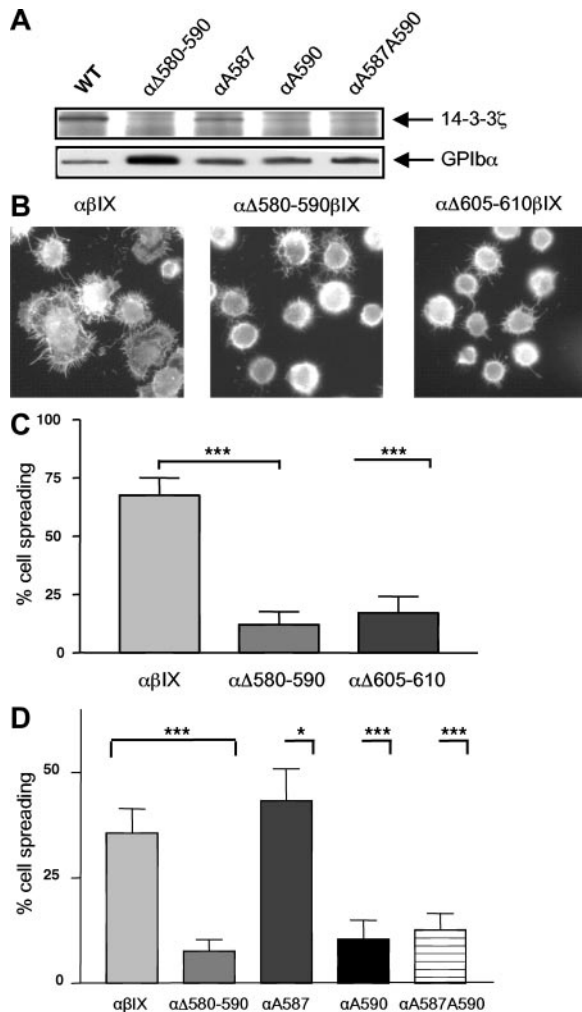 A
WT
αΔ580-590
αA587
αA590
αA587A590
14-3-3ζ
GPIbα
B
αβIX
αΔ580-590βIX
αΔ605-610βIX
C
100
75
50
25
0
% cell spreading
***
***
αβIX
αΔ580-590
αΔ605-610
D
50
25
0
% cell spreading
***
*
***
***
αβIX
αΔ580-590
αA587
αA590
αA587A590